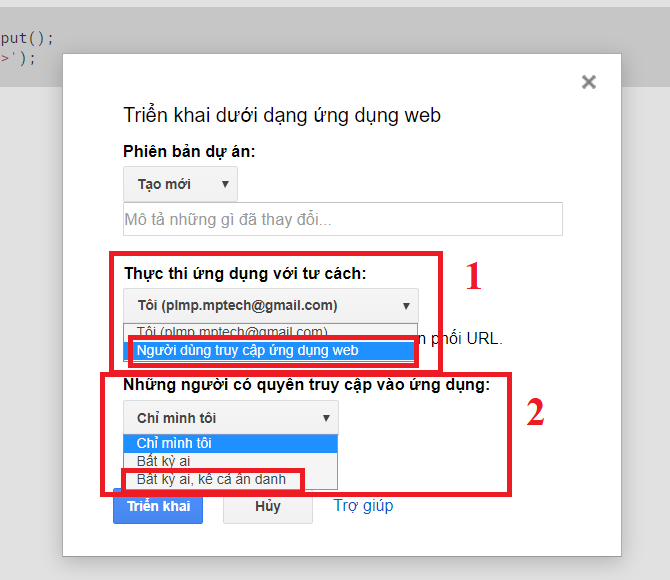 put();
>');
Triển khai dưới dạng ứng dụng web
Phiên bản dự án:
Tạo mới
Mô tả những gì đã thay đổi...
Thực thi ứng dụng với tư cách:
1
Tôi (plmp.mptech@gmail.com)
Tôi (plmp.mptech@gmail.com)
Người dùng truy cập ứng dụng web
phối URL.
Những người có quyền truy cập vào ứng dụng:
2
Chỉ mình tôi
Chỉ mình tôi
Bất kỳ ai
Bất kỳ ai, kể cả ẩn danh
Triển khai
Hủy
Trợ giúp